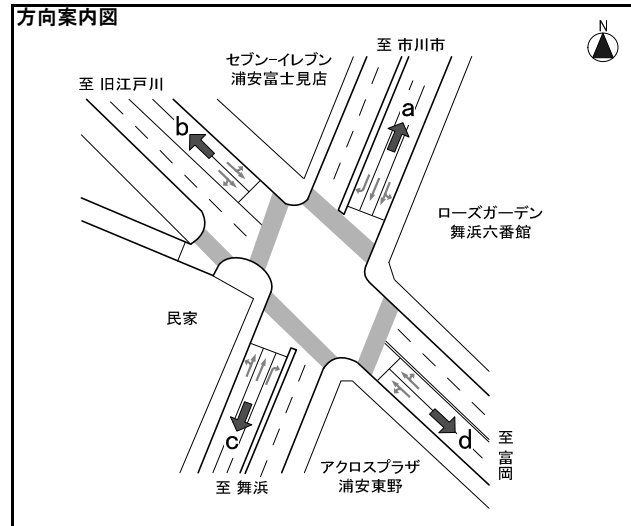 方向案内図
N
至 市川市
セブン-イレブン
浦安富士見店
至 旧江戸川
a
b
ローズガーデン
舞浜六番館
民家
c
d
至 富岡
アクロスプラザ
浦安東野
至 舞浜